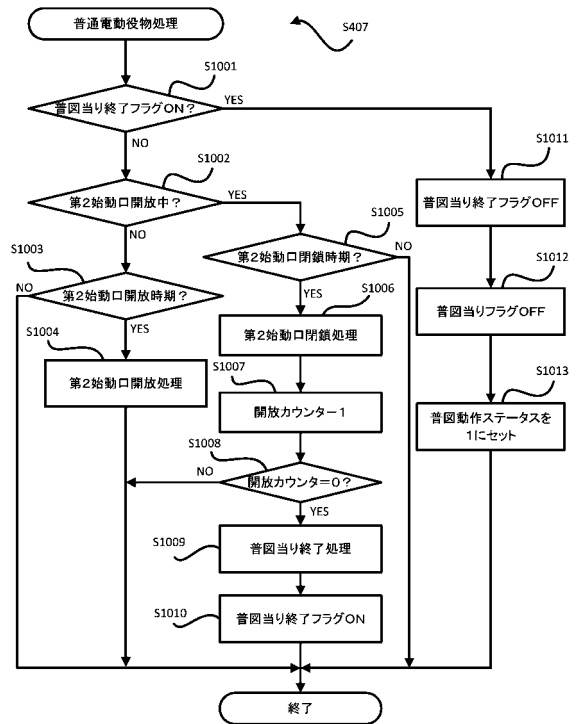 普通電動役物処理
S407
S1001
普図当り終了フラグON？
YES
NO
S1002
第2始動口開放中？
YES
NO
S1003
NO
第2始動口開放時期？
YES
S1004
第2始動口開放処理
S1005
第2始動口閉鎖時期？
NO
YES
S1006
第2始動口閉鎖処理
S1007
開放カウンター1
S1008
開放カウンタ=0？
NO
YES
S1009
普図当り終了処理
S1010
普図当り終了フラグON
S1011
普図当り終了フラグOFF
S1012
普図当りフラグOFF
S1013
普図動作ステータスを
1にセット
終了